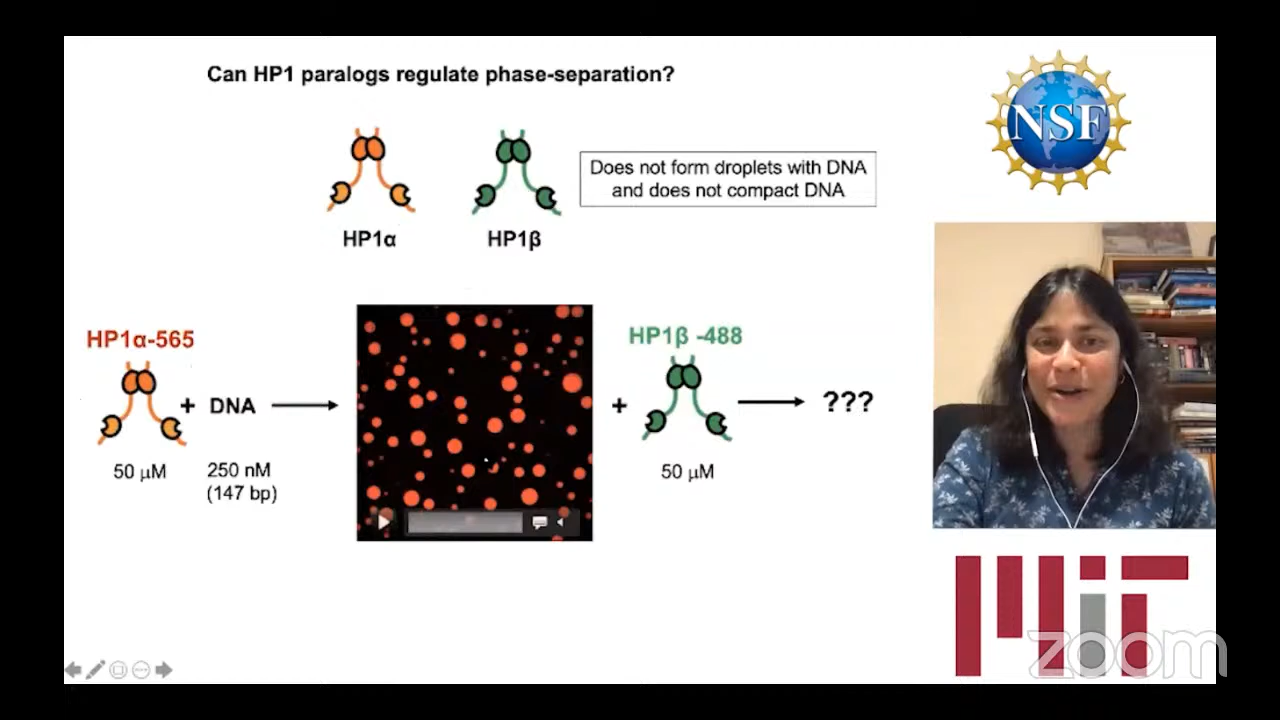 Can HP1 paralogs regulate phase-separation?
NSF
Does not form droplets with DNA
and does not compact DNA
HP1α
HP1β
HP1α-565
HP1β -488
+ DNA
+
???
50 μM
250 nM
(147 bp)
50 μM
MIT
zoom